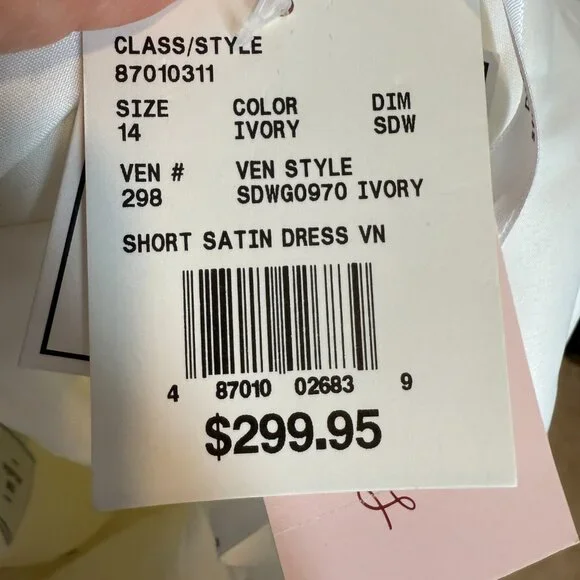 CLASS/STYLE
87010311
SIZE COLOR DIM
14 IVORY SDW
VEN # VEN STYLE
298 SDWG0970 IVORY
SHORT SATIN DRESS VN
4 87010 02683 9
$299.95